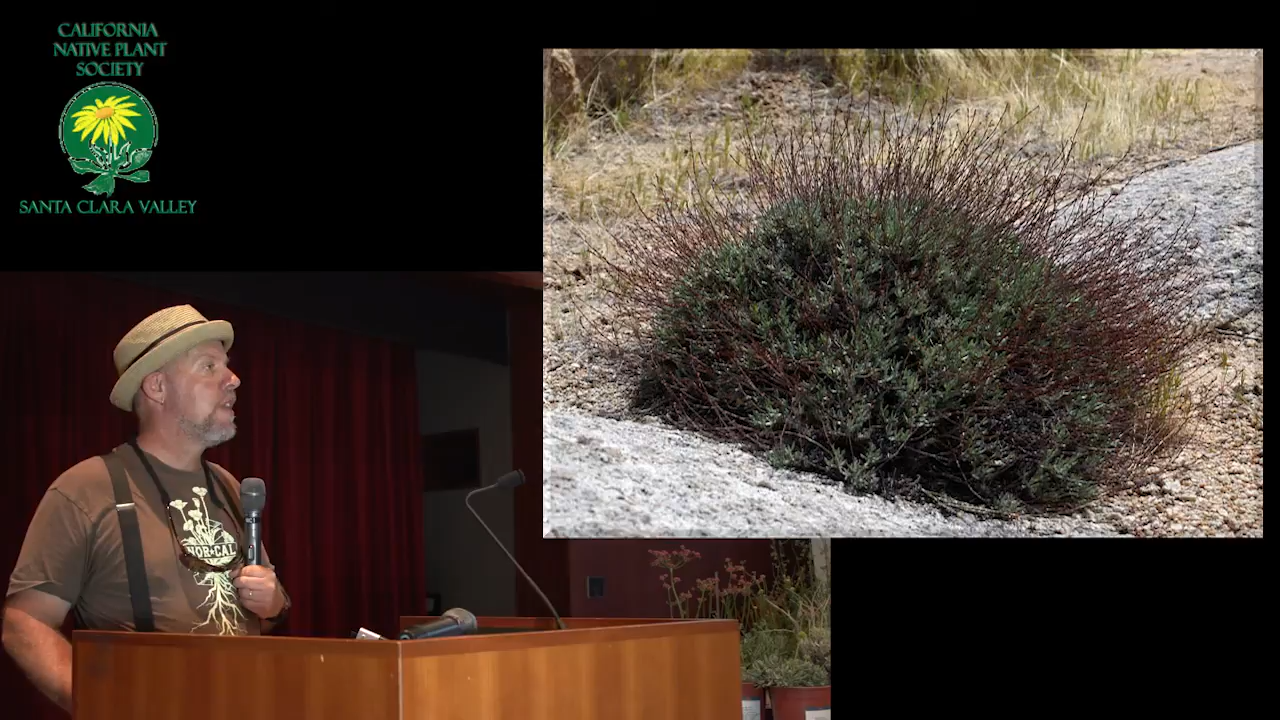 CALIFORNIA
NATIVE PLANT
SOCIETY
SANTA CLARA VALLEY
NOR CAL